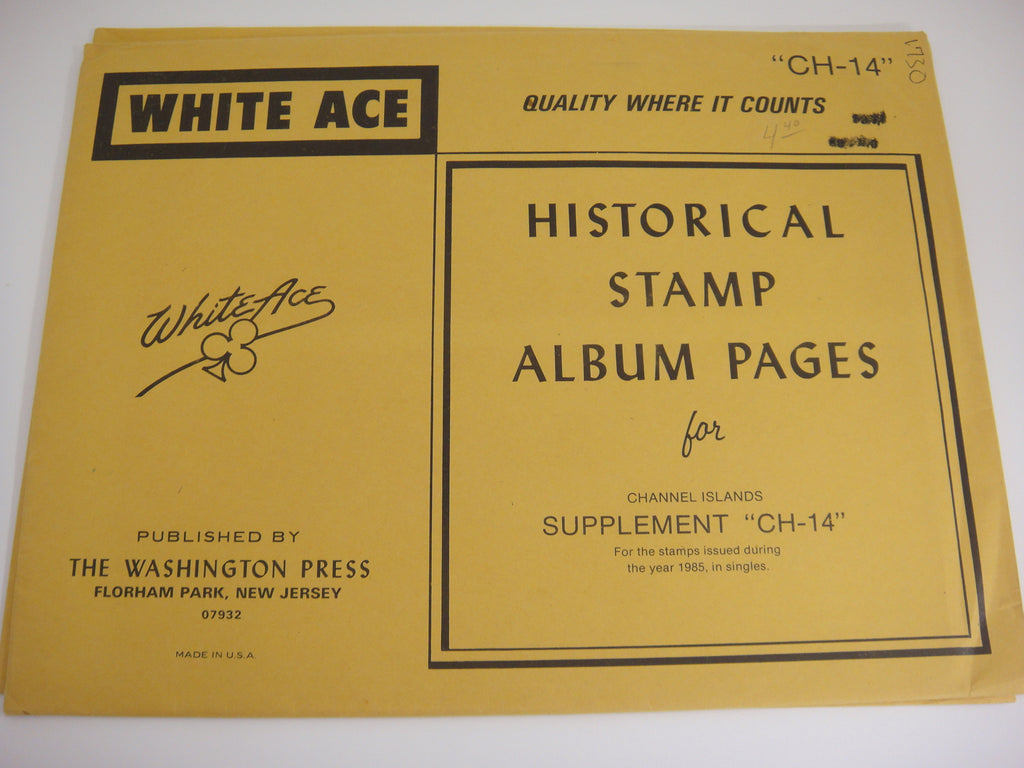 "CH-14"
V730
WHITE ACE
QUALITY WHERE IT COUNTS
4 40
HISTORICAL
STAMP
ALBUM PAGES
for
CHANNEL ISLANDS
SUPPLEMENT "CH-14"
For the stamps issued during
the year 1985, in singles.
White Ace
PUBLISHED BY
THE WASHINGTON PRESS
FLORHAM PARK, NEW JERSEY
07932
MADE IN U.S.A.